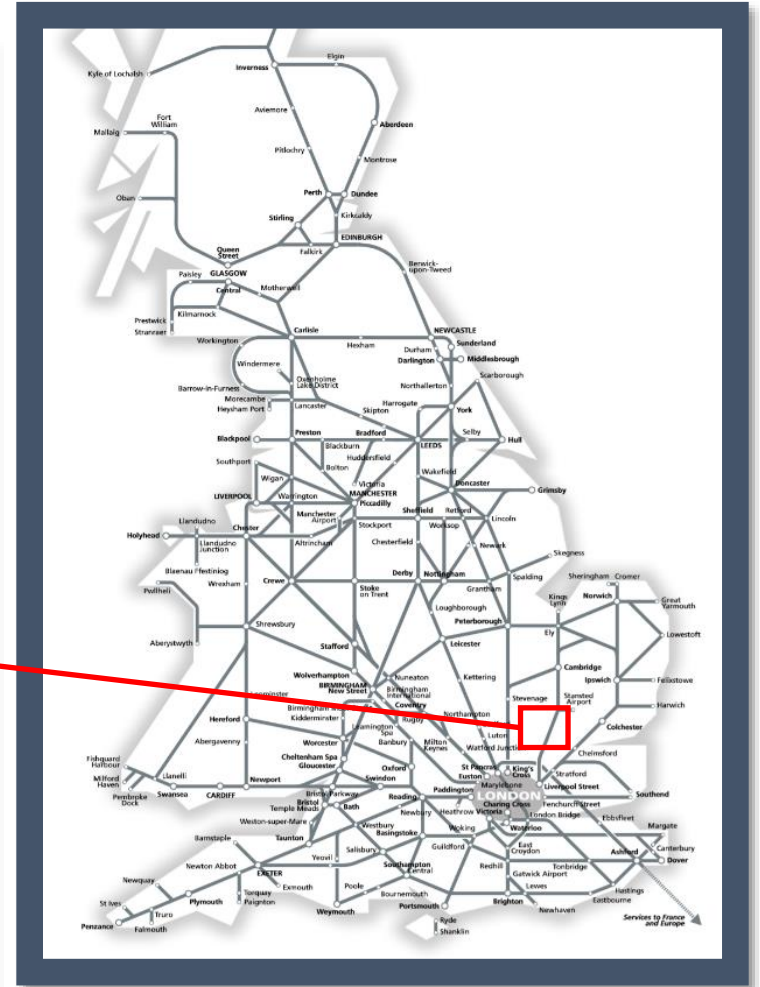 Elgin
Inverness
Kyle of Lochalsh
Aviemore
Fort
William
Aberdeen
Mallaig
Pitlochry
Montrose
Perth
Dundee
Oban
Stirling
Kirkcaldy
EDINBURGH
Queen
Street
Falkirk
Berwick-
upon-Tweed
Paisley
GLASGOW
Central
Motherwell
Prestwick
Kilmarnock
Stranraer
Carlisle
NEWCASTLE
Workington
Hexham
Sunderland
Durham
Darlington
Middlesbrough
Windermere
Scarborough
Oxenholme
Lake District
Barrow-in-Furness
Northallerton
Morecambe
Lancaster
Harrogate
York
Heysham Port
Skipton
Preston
Bradford
Selby
Blackpool
Blackburn
LEEDS
Hull
Southport
Huddersfield
Bolton
Wakefield
Wigan
Victoria
Doncaster
LIVERPOOL
Warrington
MANCHESTER
Piccadilly
Grimsby
Manchester
Airport
Sheffield
Retford
Llandudno
Stockport
Worksop
Lincoln
Holyhead
Chester
Llandudno
Junction
Altrincham
Chesterfield
Newark
Skegness
Blaenau Ffestiniog
Derby
Nottingham
Spalding
Sheringham
Cromer
Pwllheli
Wrexham
Crewe
Stoke
on Trent
Grantham
Kings
Lynn
Norwich
Great
Yarmouth
Loughborough
Shrewsbury
Peterborough
Ely
Lowestoft
Aberystwyth
Stafford
Leicester
Wolverhampton
Nuneaton
Kettering
Cambridge
BIRMINGHAM
New Street
Birmingham
International
Ipswich
Felixstowe
Leominster
Coventry
Stevenage
Stansted
Airport
Harwich
Hereford
Kidderminster
Rugby
Northampton
Colchester
Leamington
Spa
Abergavenny
Worcester
Banbury
Milton
Keynes
Luton
Watford Junction
Chelmsford
Fishguard
Harbour
Cheltenham Spa
Gloucester
Oxford
St Pancras
King's
Cross
Euston
Stratford
Milford
Haven
Llanelli
Newport
Swindon
Marylebone
Liverpool Street
Pembroke
Dock
Swansea
CARDIFF
Bristol Parkway
Bristol
Temple Meads
Bath
Reading
Paddington
LONDON
Southend
Fenchurch Street
Newbury
Heathrow
Victoria
Charing Cross
London Bridge
Ebbsfleet
Weston-super-Mare
Westbury
Basingstoke
Woking
Waterloo
Margate
Barnstaple
Taunton
Salisbury
Guildford
East
Croydon
Canterbury
Newton Abbot
Yeovil
Southampton
Central
Redhill
Tonbridge
Ashford
Dover
EXETER
Gatwick Airport
Newquay
Exmouth
Poole
Bournemouth
Lewes
Hastings
Eastbourne
St Ives
Plymouth
Torquay
Paignton
Weymouth
Portsmouth
Brighton
Newhaven
Truro
Penzance
Falmouth
Ryde
Shanklin
Services to France
and Europe